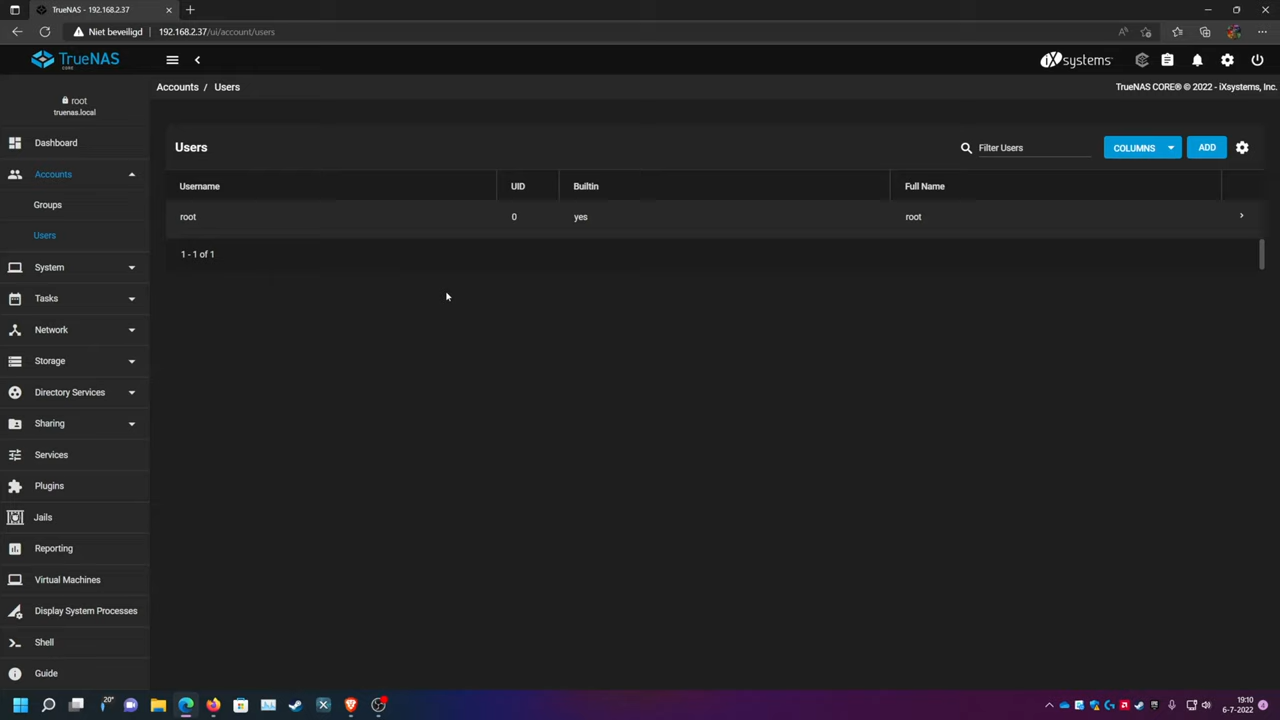 TrueNAS - 192.168.2.37
Niet beveiligd
192.168.2.37/ui/account/users
TrueNAS
CORE
iXsystems
root
truenas.local
Accounts / Users
TrueNAS CORE® © 2022 - iXsystems, Inc.
Dashboard
Accounts
Groups
Users
System
Tasks
Network
Storage
Directory Services
Sharing
Services
Plugins
Jails
Reporting
Virtual Machines
Display System Processes
Shell
Guide
Users
Filter Users
COLUMNS
ADD
Username UID Builtin Full Name
root 0 yes root
1 - 1 of 1
20°
19:10
6-7-2022